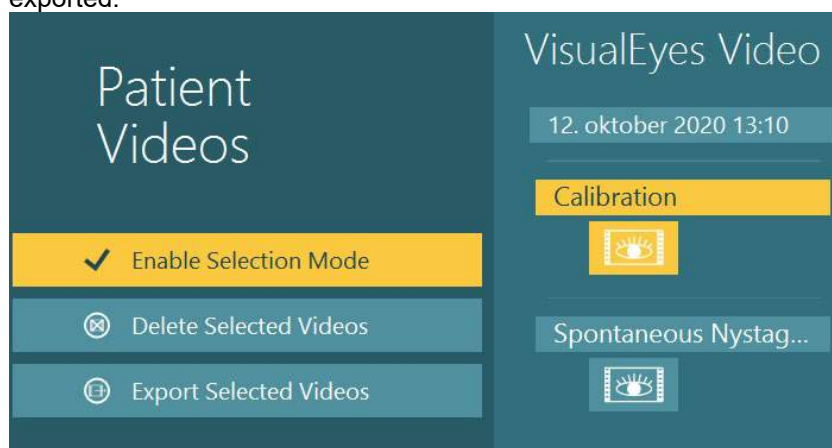 exported.
Patient
Videos
Enable Selection Mode
Delete Selected Videos
Export Selected Videos
VisualEyes Video
12. oktober 2020 13:10
Calibration
Spontaneous Nystag...